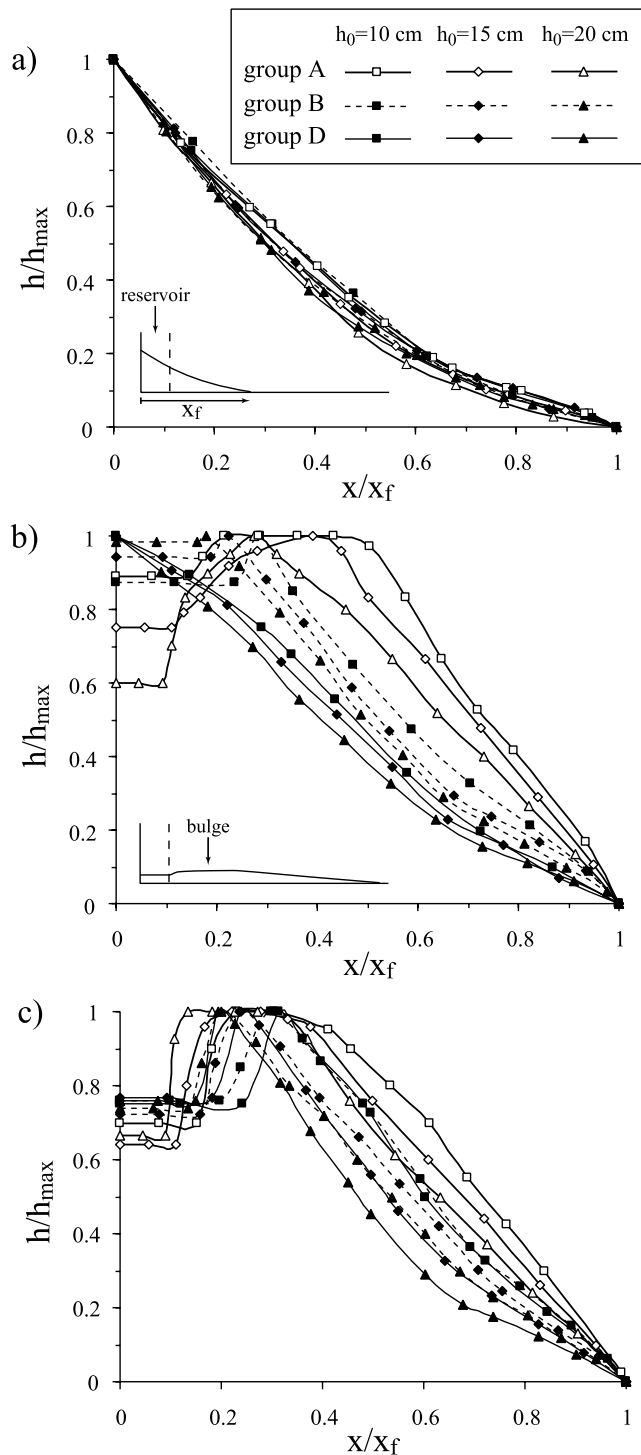 h₀=10 cm h₀=15 cm h₀=20 cm
group A
group B
group D
a)
1
0.8
0.6
0.4
0.2
0
h/hmax
reservoir
xf
0 0.2 0.4 0.6 0.8 1
x/xf
b)
1
0.8
0.6
0.4
0.2
0
h/hmax
bulge
0 0.2 0.4 0.6 0.8 1
x/xf
c)
1
0.8
0.6
0.4
0.2
0
h/hmax
0 0.2 0.4 0.6 0.8 1
x/xf